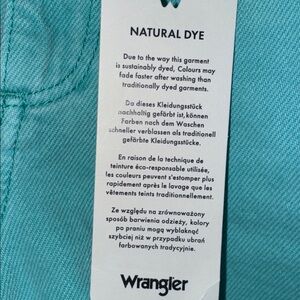 NATURAL DYE
Due to the way this garment
is sustainably dyed, Colours may
fade faster after washing than
traditionally dyed garments.
Da dieses Kleidungsstück
nachhaltig gefärbt ist, können
Farben nach dem Waschen
schneller verblassen als traditionell
gefärbte Kleidungsstücke.
En raison de la technique de
teinture éco-responsable utilisée,
les couleurs peuvent s'estomper plus
rapidement après le lavage que les
vêtements teints traditionnellement.
Ze względu na zrównoważony
sposób barwienia odzieży, kolory
po praniu mogą wyblaknąć
szybciej niż w przypadku ubrań
farbowanych tradycyjnie.
Wrangler